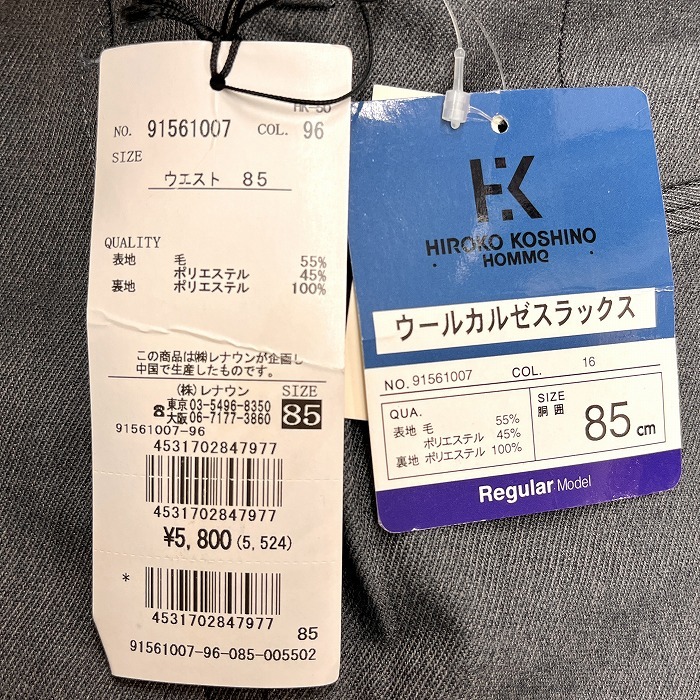 HK-50
NO. 91561007 COL. 96
SIZE
ウエスト 85
QUALITY
表地 毛 55%
ポリエステル 45%
裏地 ポリエステル 100%
この商品は㈱レナウンが企画し
中国で生産したものです。
(株)レナウン SIZE
☎東京03-5496-8350
大阪06-7177-3860 85
91561007-96
4531702847977
4531702847977
¥5,800(5,524)
*
4531702847977
85
91561007-96-085-005502
HK
HIROKO KOSHINO
・HOMMQ・
ウールカルゼスラックス
NO. 91561007 COL. 16
QUA.
表地 毛 55%
ポリエステル 45%
裏地 ポリエステル 100%
SIZE
胴囲 85cm
Regular Model